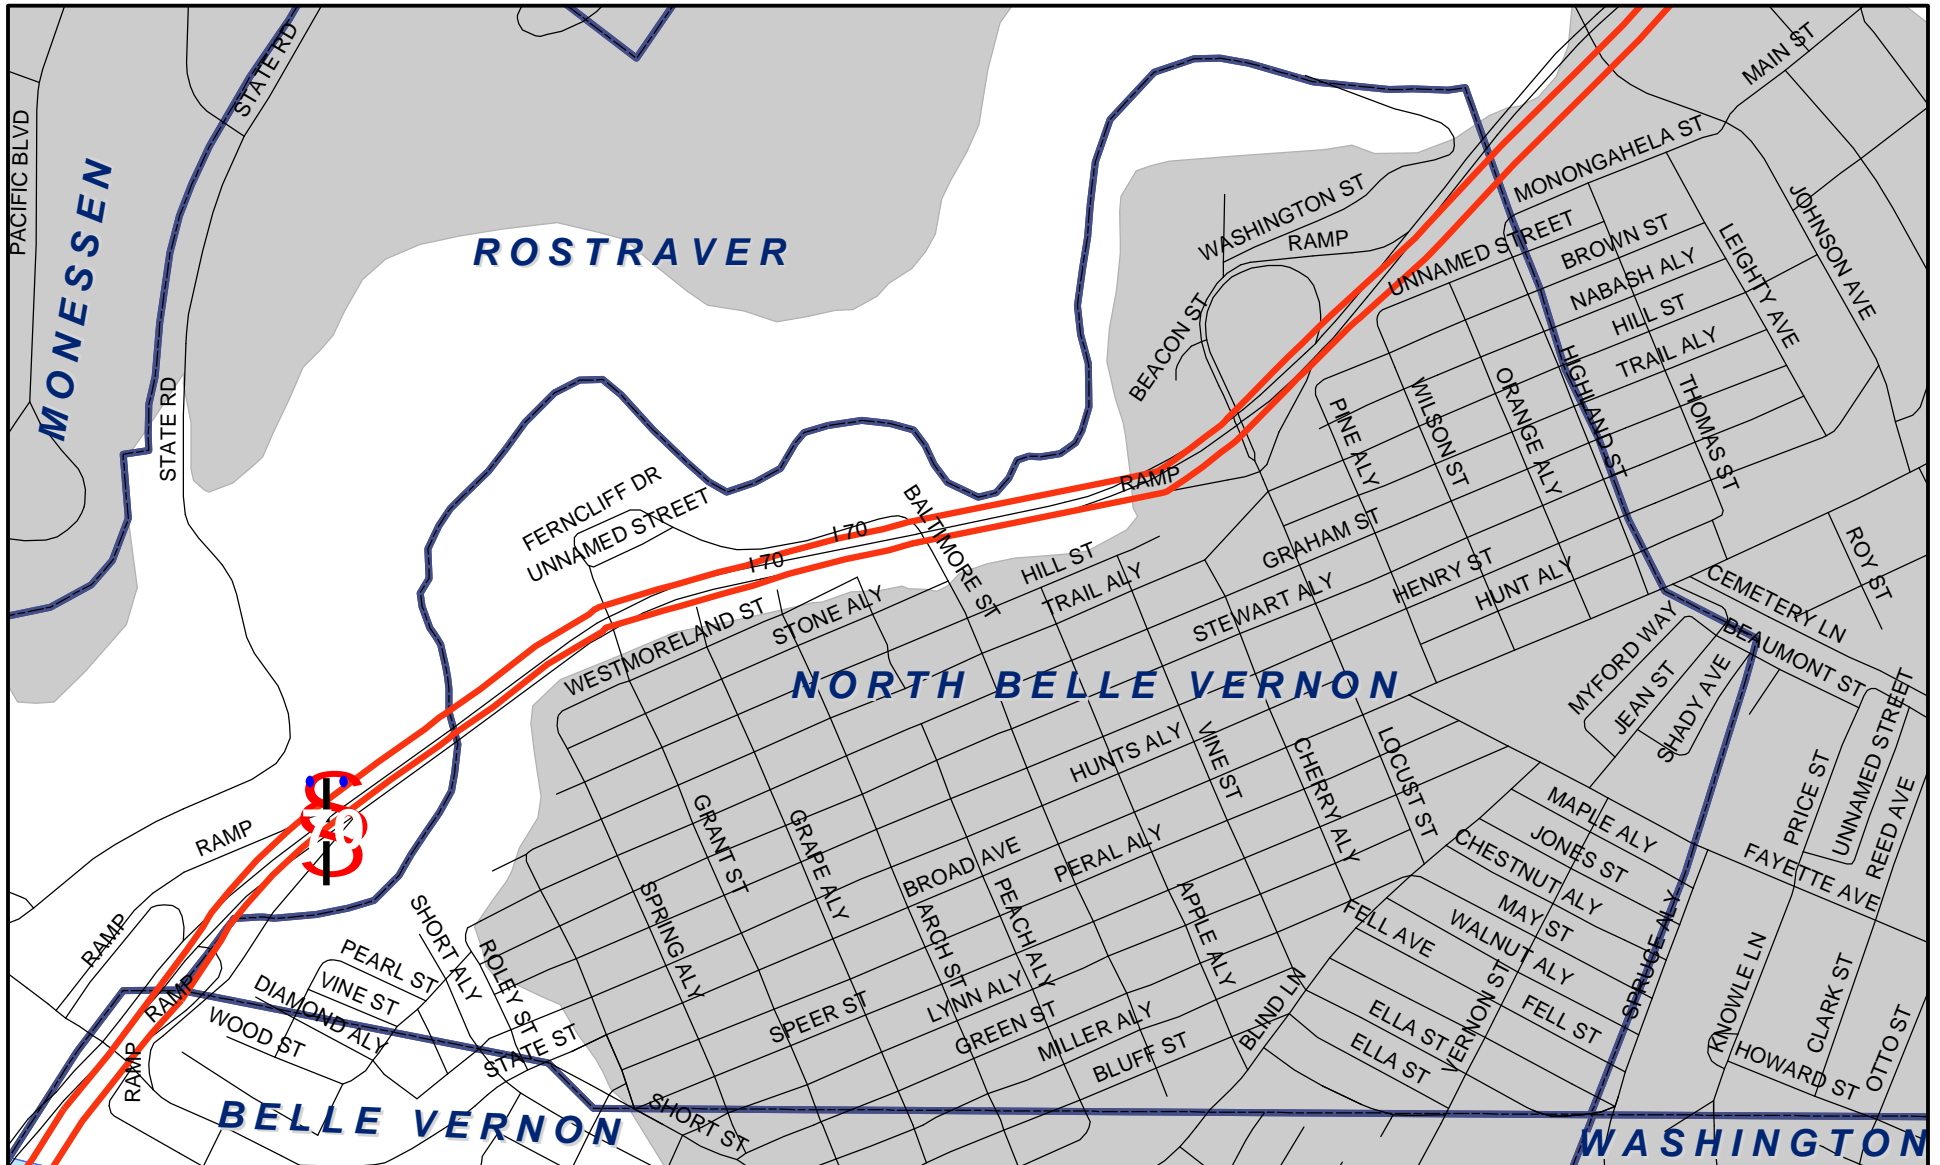 STATE RD
MAIN ST
PACIFIC BLVD
MONESSEN
MONONGAHELA ST
JOHNSON AVE
WASHINGTON ST
RAMP
UNNAMED STREET
BROWN ST
LEIGHTY AVE
ROSTRAVER
NABASH ALY
HILL ST
TRAIL ALY
BEACON ST
HIGHLAND ST
STATE RD
PINE ALY
WILSON ST
ORANGE ALY
THOMAS ST
RAMP
FERNCLIFF DR
UNNAMED STREET
BALTIMORE ST
I 70
I 70
GRAHAM ST
ROY ST
HILL ST
TRAIL ALY
HENRY ST
HUNT ALY
CEMETERY LN
STEWART ALY
STONE ALY
WESTMORELAND ST
MYFORD WAY
BEAUMONT ST
NORTH BELLE VERNON
JEAN ST
SHADY AVE
UNNAMED STREET
HUNTS ALY
VINE ST
CHERRY ALY
LOCUST ST
PRICE ST
REED AVE
70
RAMP
GRANT ST
GRAPE ALY
MAPLE ALY
JONES ST
CHESTNUT ALY
FAYETTE AVE
BROAD AVE
PERAL ALY
MAY ST
WALNUT ALY
FELL AVE
SPRING ALY
ARCH ST
PEACH ALY
APPLE ALY
SPRUCE ALY
SHORT ALY
RAMP
ROLEY ST
PEARL ST
VINE ST
DIAMOND ALY
WOOD ST
RAMP
RAMP
STATE ST
SPEER ST
LYNN ALY
GREEN ST
MILLER ALY
BLUFF ST
BLIND LN
ELLA ST
ELLA ST
VERNON ST
FELL ST
KNOWLE LN
CLARK ST
HOWARD ST
OTTO ST
BELLE VERNON
SHORT ST
WASHINGTON